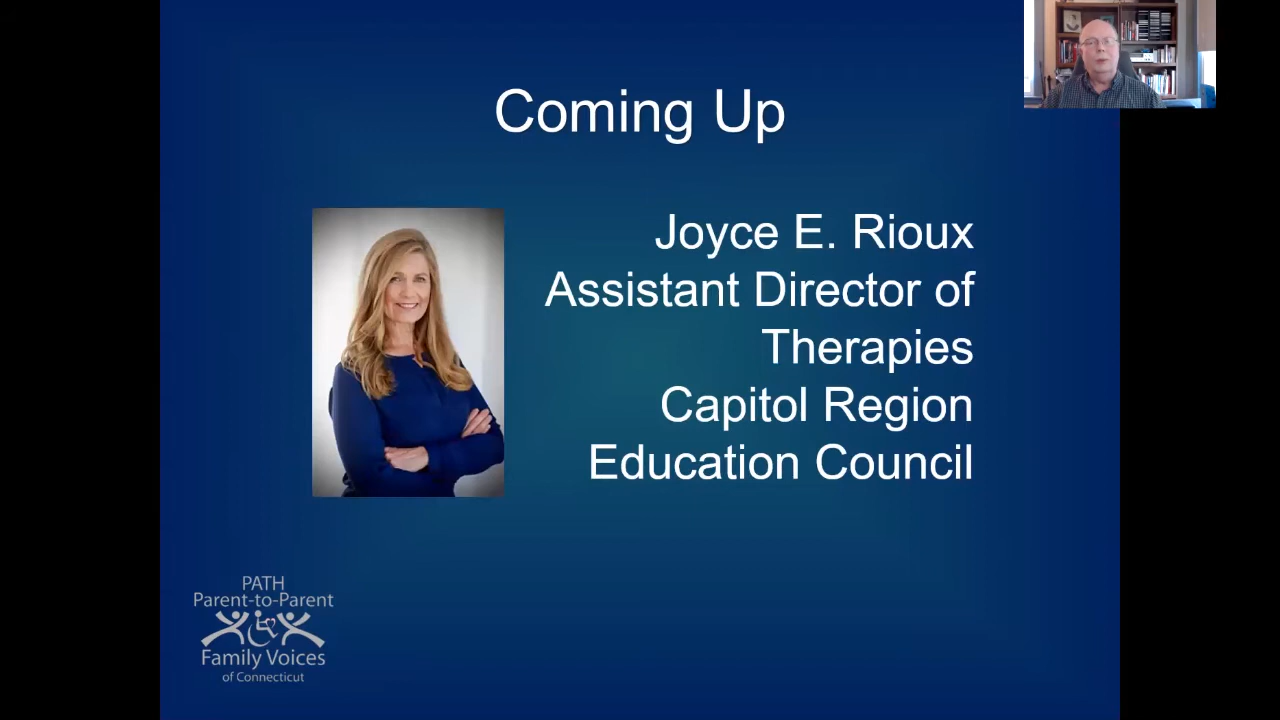 Coming Up
Joyce E. Rioux
Assistant Director of
Therapies
Capitol Region
Education Council
PATH
Parent-to-Parent
Family Voices
of Connecticut